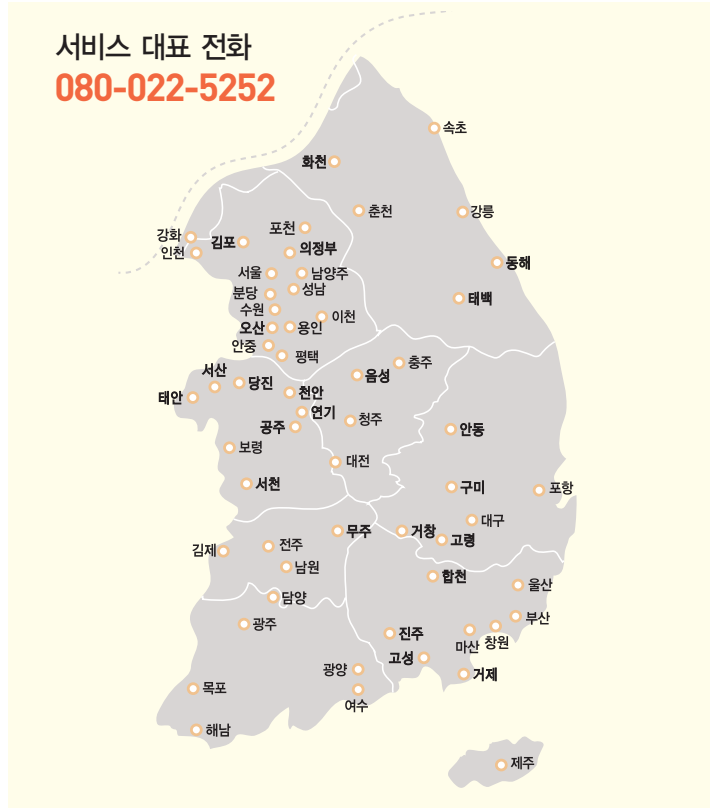 서비스 대표 전화
080-022-5252
속초
화천
춘천
강릉
포천
강화
김포
의정부
인천
동해
서울
남양주
분당
성남
태백
수원
이천
오산
용인
안중
평택
충주
서산
음성
당진
천안
태안
연기
청주
공주
안동
보령
대전
서천
구미
포항
대구
무주
거창
고령
전주
김제
남원
합천
울산
담양
부산
광주
진주
마산
창원
고성
광양
거제
목포
여수
해남
제주